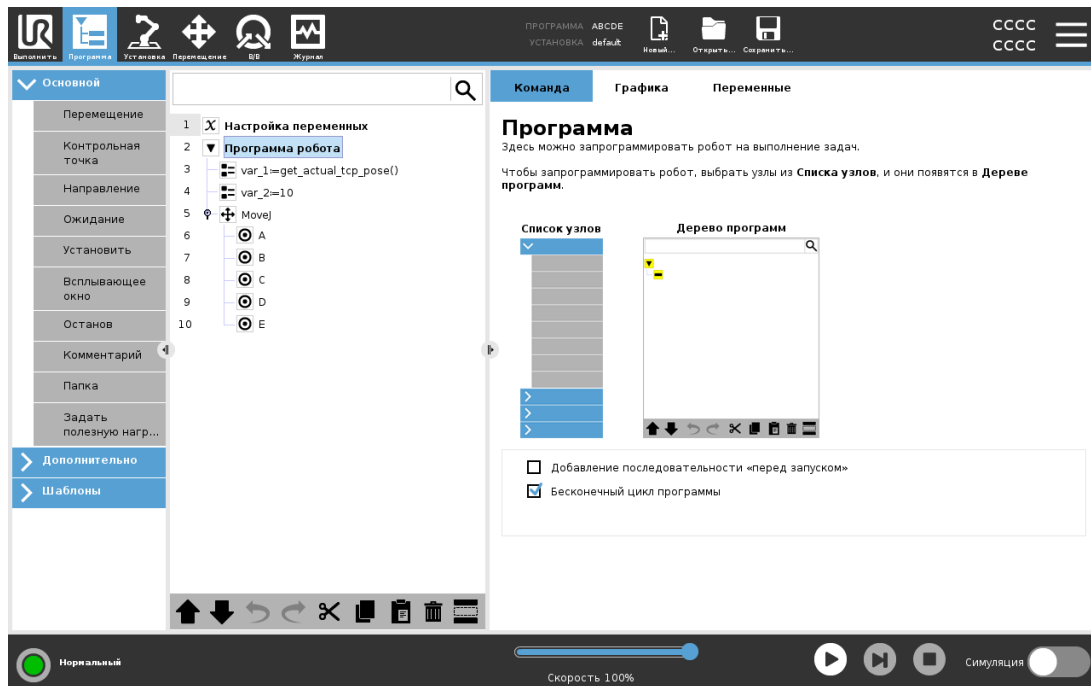 ПРОГРАММА ABCDE
УСТАНОВКА default
CCCC
CCCC
Выполнить
Программа
Установка
Перемещение
В/В
Журнал
Новый...
Открыть...
Сохранить...
Основной
Перемещение
Контрольная
точка
Направление
Ожидание
Установить
Всплывающее
окно
Останов
Комментарий
Папка
Задать
полезную нагр...
Дополнительно
Шаблоны
1 X Настройка переменных
2 Программа робота
3 var_1≔get_actual_tcp_pose()
4 var_2≔10
5 MoveJ
6 A
7 B
8 C
9 D
10 E
Команда
Графика
Переменные
Программа
Здесь можно запрограммировать робот на выполнение задач.
Чтобы запрограммировать робот, выбрать узлы из Списка узлов, и они появятся в Дереве
программ.
Список узлов
Дерево программ
Добавление последовательности «перед запуском»
Бесконечный цикл программы
Нормальный
Скорость 100%
Симуляция